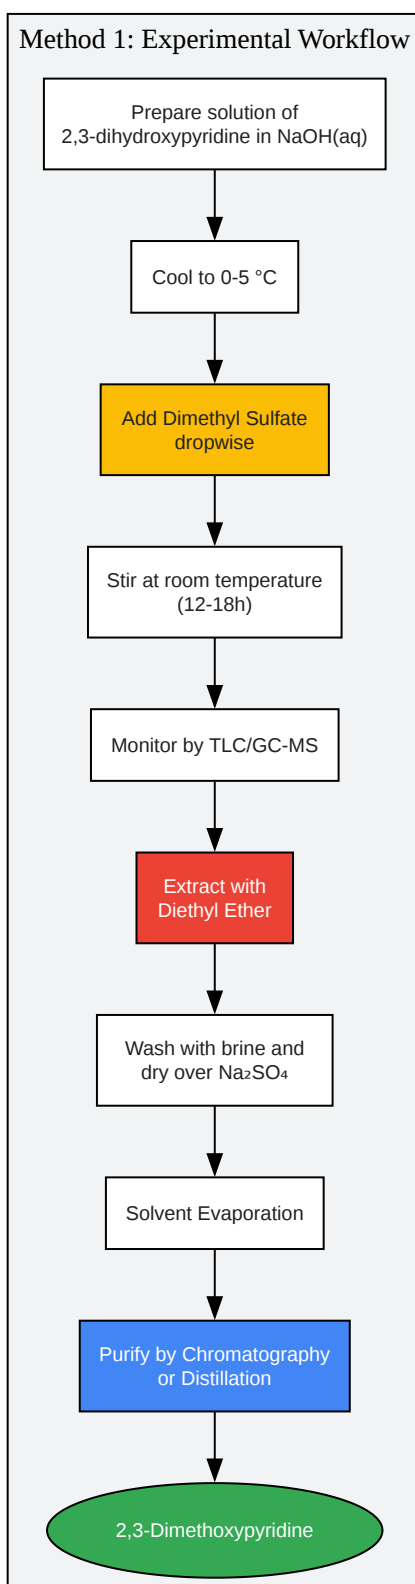 Method 1: Experimental Workflow
Prepare solution of
2,3-dihydroxypyridine in NaOH(aq)
Cool to 0-5 °C
Add Dimethyl Sulfate
dropwise
Stir at room temperature
(12-18h)
Monitor by TLC/GC-MS
Extract with
Diethyl Ether
Wash with brine and
dry over Na₂SO₄
Solvent Evaporation
Purify by Chromatography
or Distillation
2,3-Dimethoxypyridine